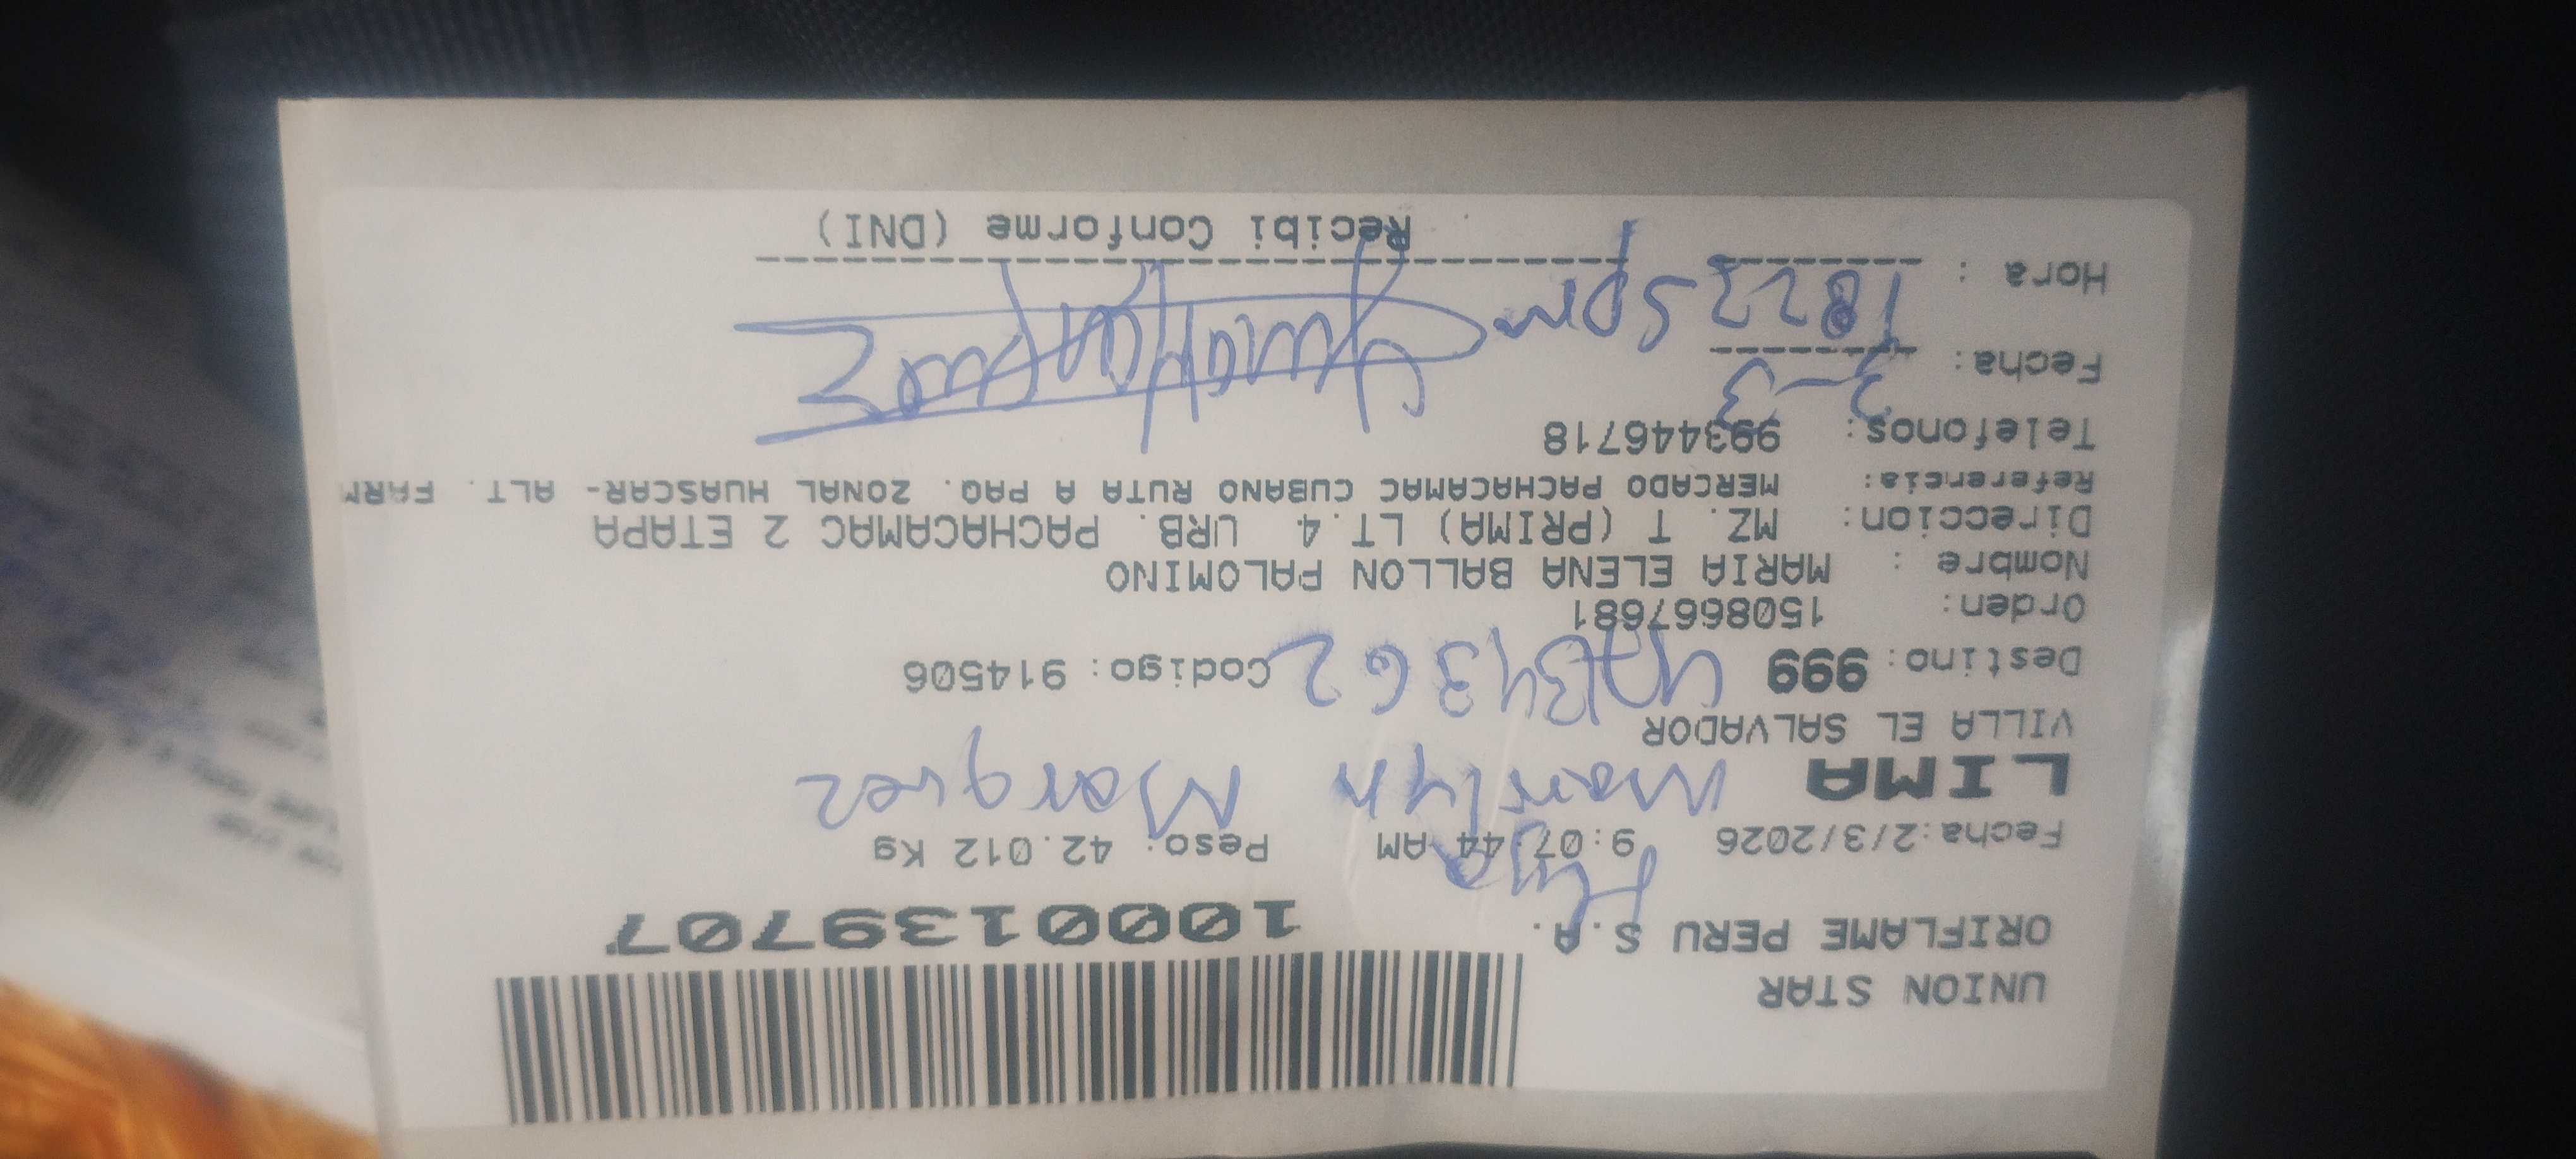 1000139707
UNION STAR
ORIFLAME PERU S.A.
Hija
Fecha:2/3/2026 9:07:44 AM Peso: 42.012 Kg
LIMA Marilyn Marquez
VILLA EL SALVADOR
Destino: 999 Codigo: 914506
Orden: 1508667681
Nombre : MARIA ELENA BALLON PALOMINO
Direccion: MZ. T (PRIMA) LT.4 URB. PACHACAMAC 2 ETAPA
Referencia: MERCADO PACHACAMAC CUBANO RUTA A PAQ. ZONAL HUASCAR- ALT. FARM
Telefonos: 993446718
Fecha: 3-3
Hora :
Recibi Conforme (DNI)